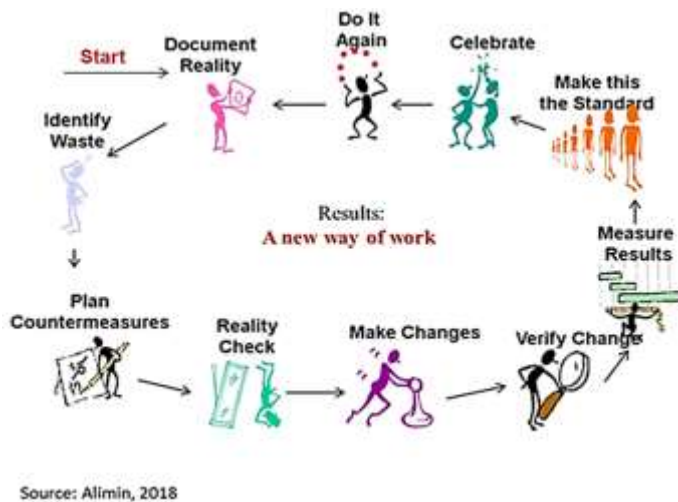 Start
Document
Reality
Identify
Waste
Plan
Countermeasures
Reality
Check
Make Changes
Verify Change
Measure
Results
Make this
the Standard
Celebrate
Do It
Again
Results:
A new way of work
Source: Alimin, 2018